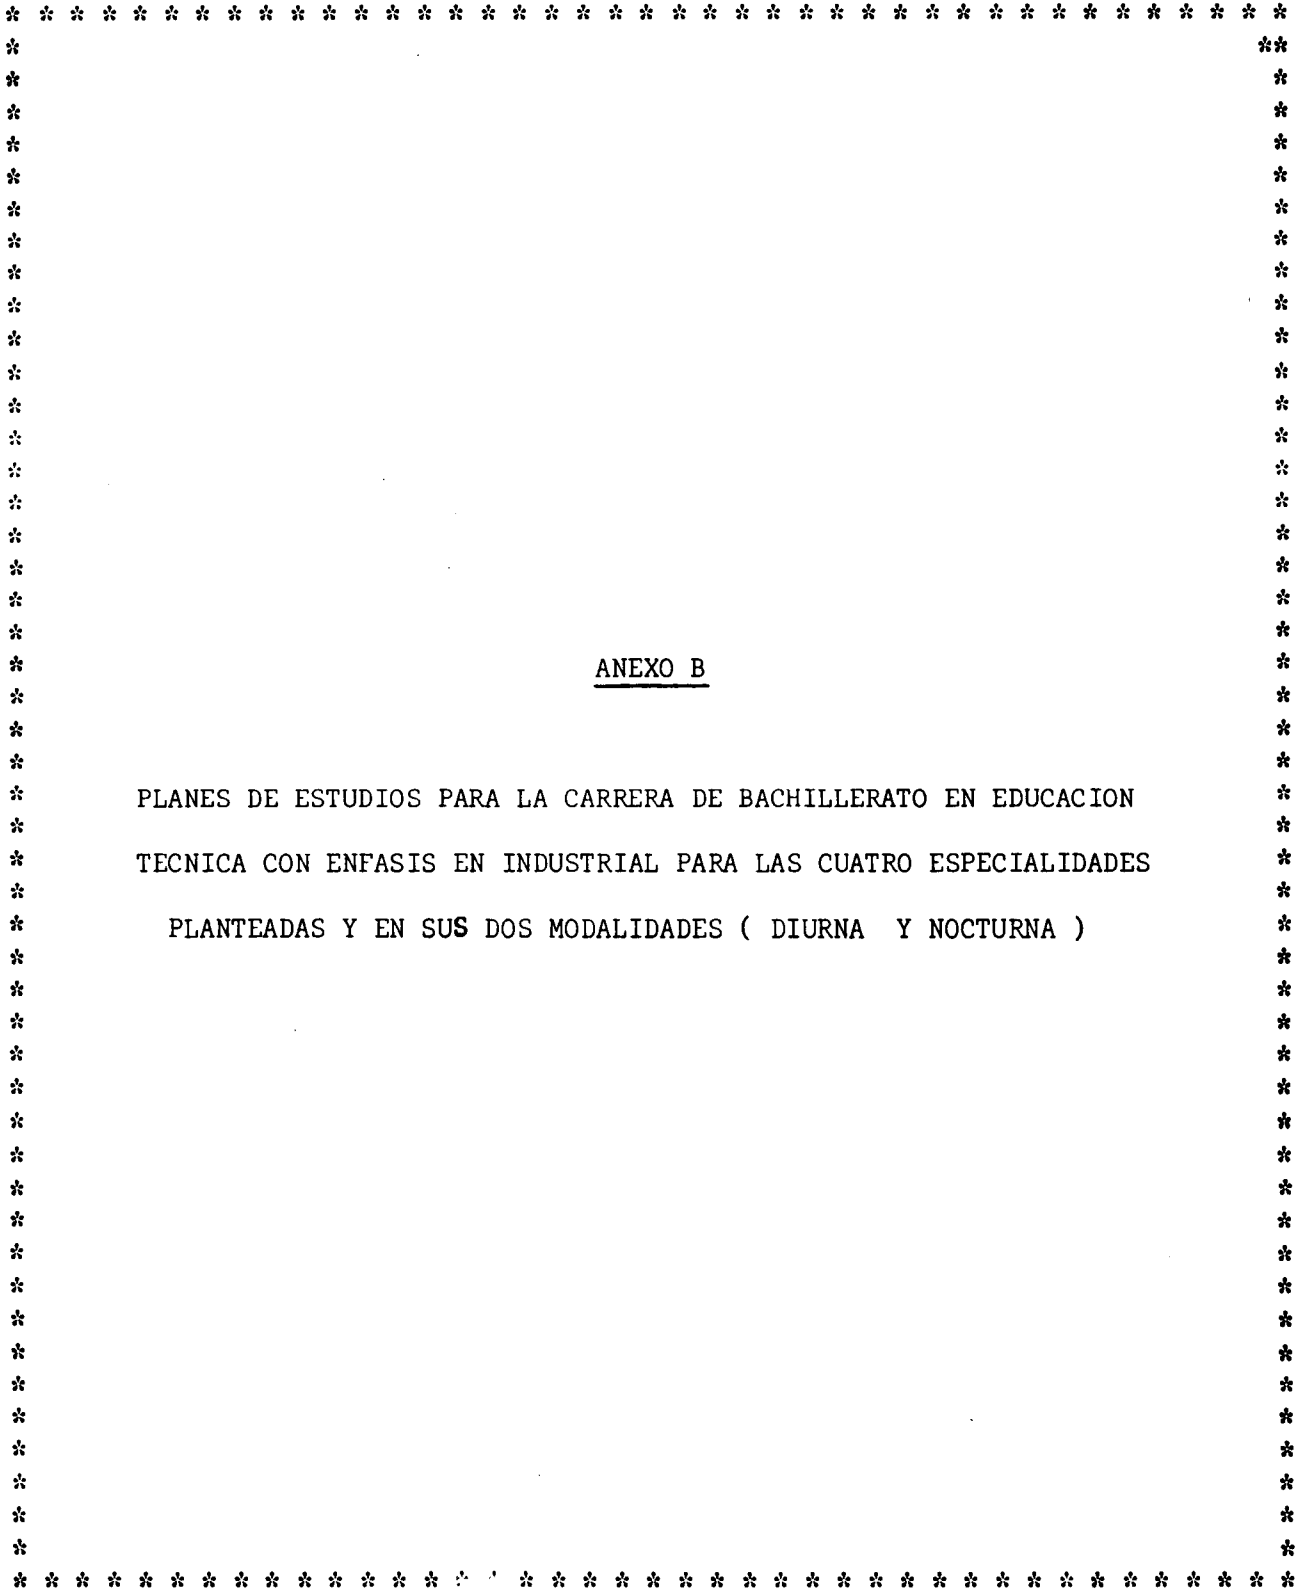 ANEXO B
PLANES DE ESTUDIOS PARA LA CARRERA DE BACHILLERATO EN EDUCACION
TECNICA CON ENFASIS EN INDUSTRIAL PARA LAS CUATRO ESPECIALIDADES
PLANTEADAS Y EN SUS DOS MODALIDADES ( DIURNA Y NOCTURNA )